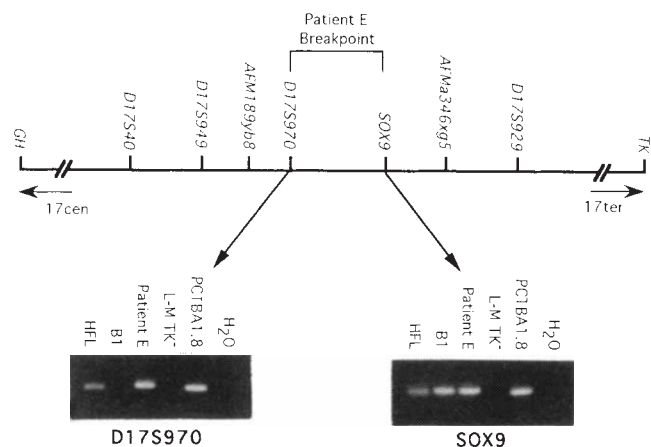 Patient E
Breakpoint
GH
D17S40
D17S949
AFM189yb8
D17S970
SOX9
AFMa346xg5
D17S929
TK
17cen
17ter
HFL
B1
Patient E
L-M TK⁻
PCTBA1.8
H₂O
HFL
B1
Patient E
L-M TK⁻
PCTBA1.8
H₂O
D17S970
SOX9